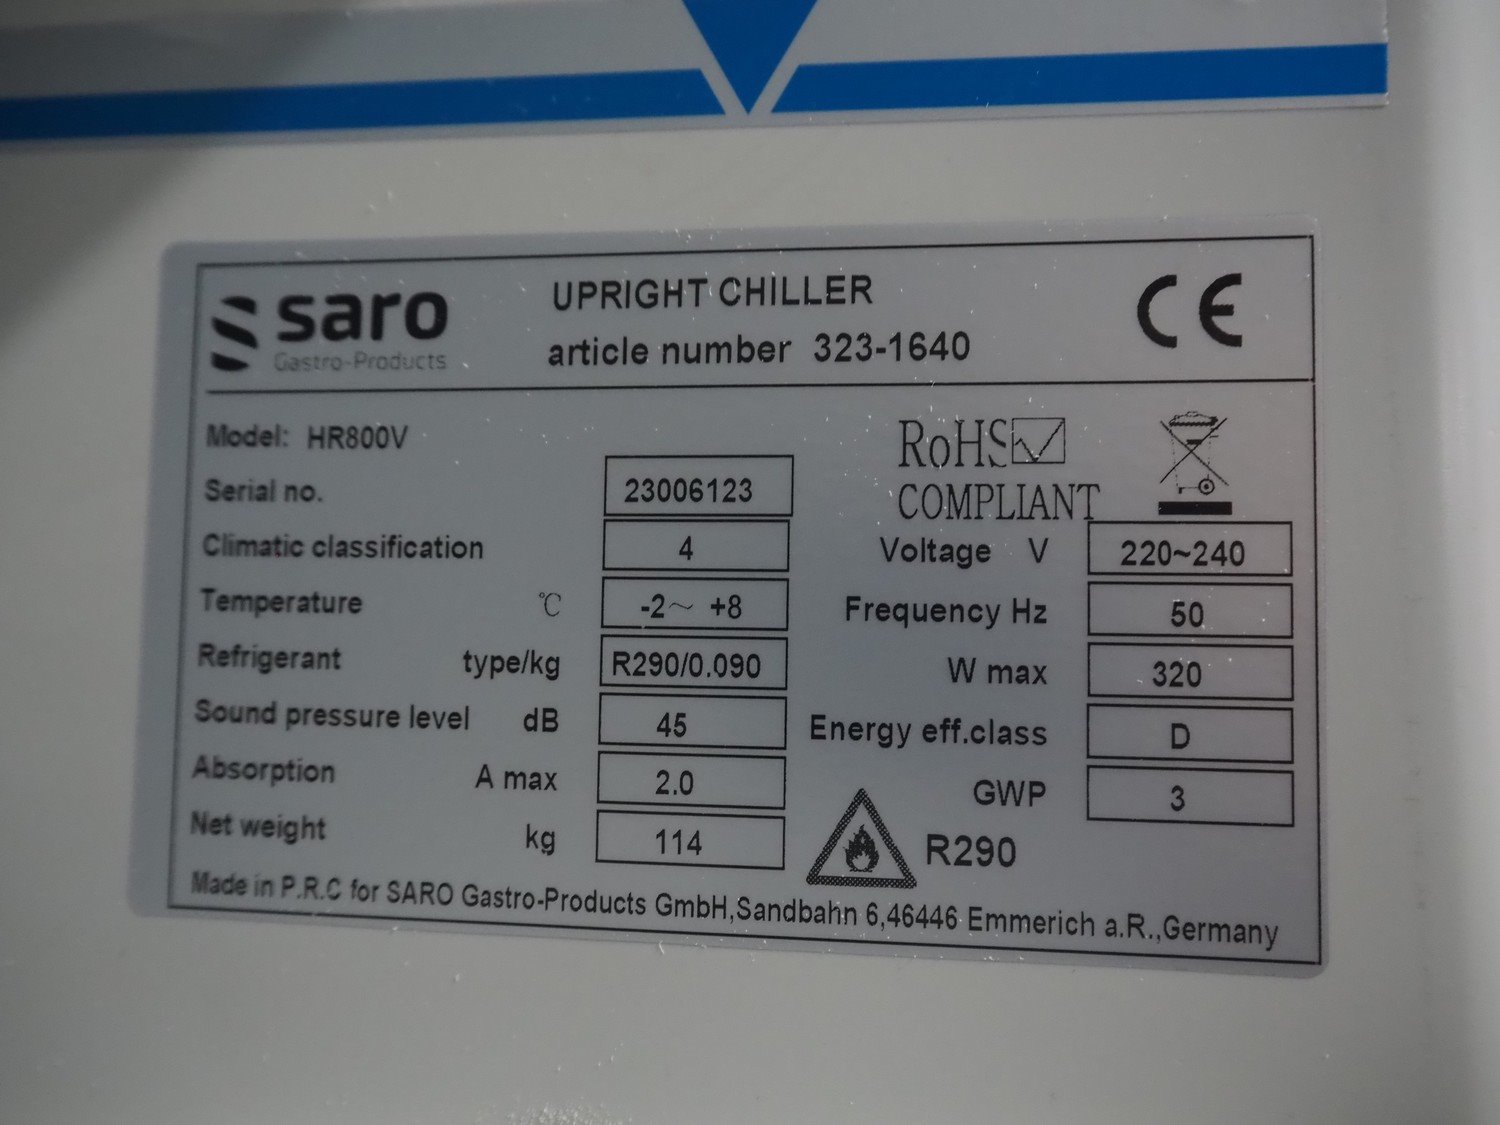 saro
Gastro-Products
UPRIGHT CHILLER
article number 323-1640
CE
Model: HR800V
RoHS
COMPLIANT
Serial no. 23006123
Climatic classification 4
Voltage V 220~240
Temperature °C -2~ +8
Frequency Hz 50
Refrigerant type/kg R290/0.090
W max 320
Sound pressure level dB 45
Energy eff.class D
Absorption A max 2.0
GWP 3
Net weight kg 114
R290
Made in P.R.C for SARO Gastro-Products GmbH,Sandbahn 6,46446 Emmerich a.R.,Germany